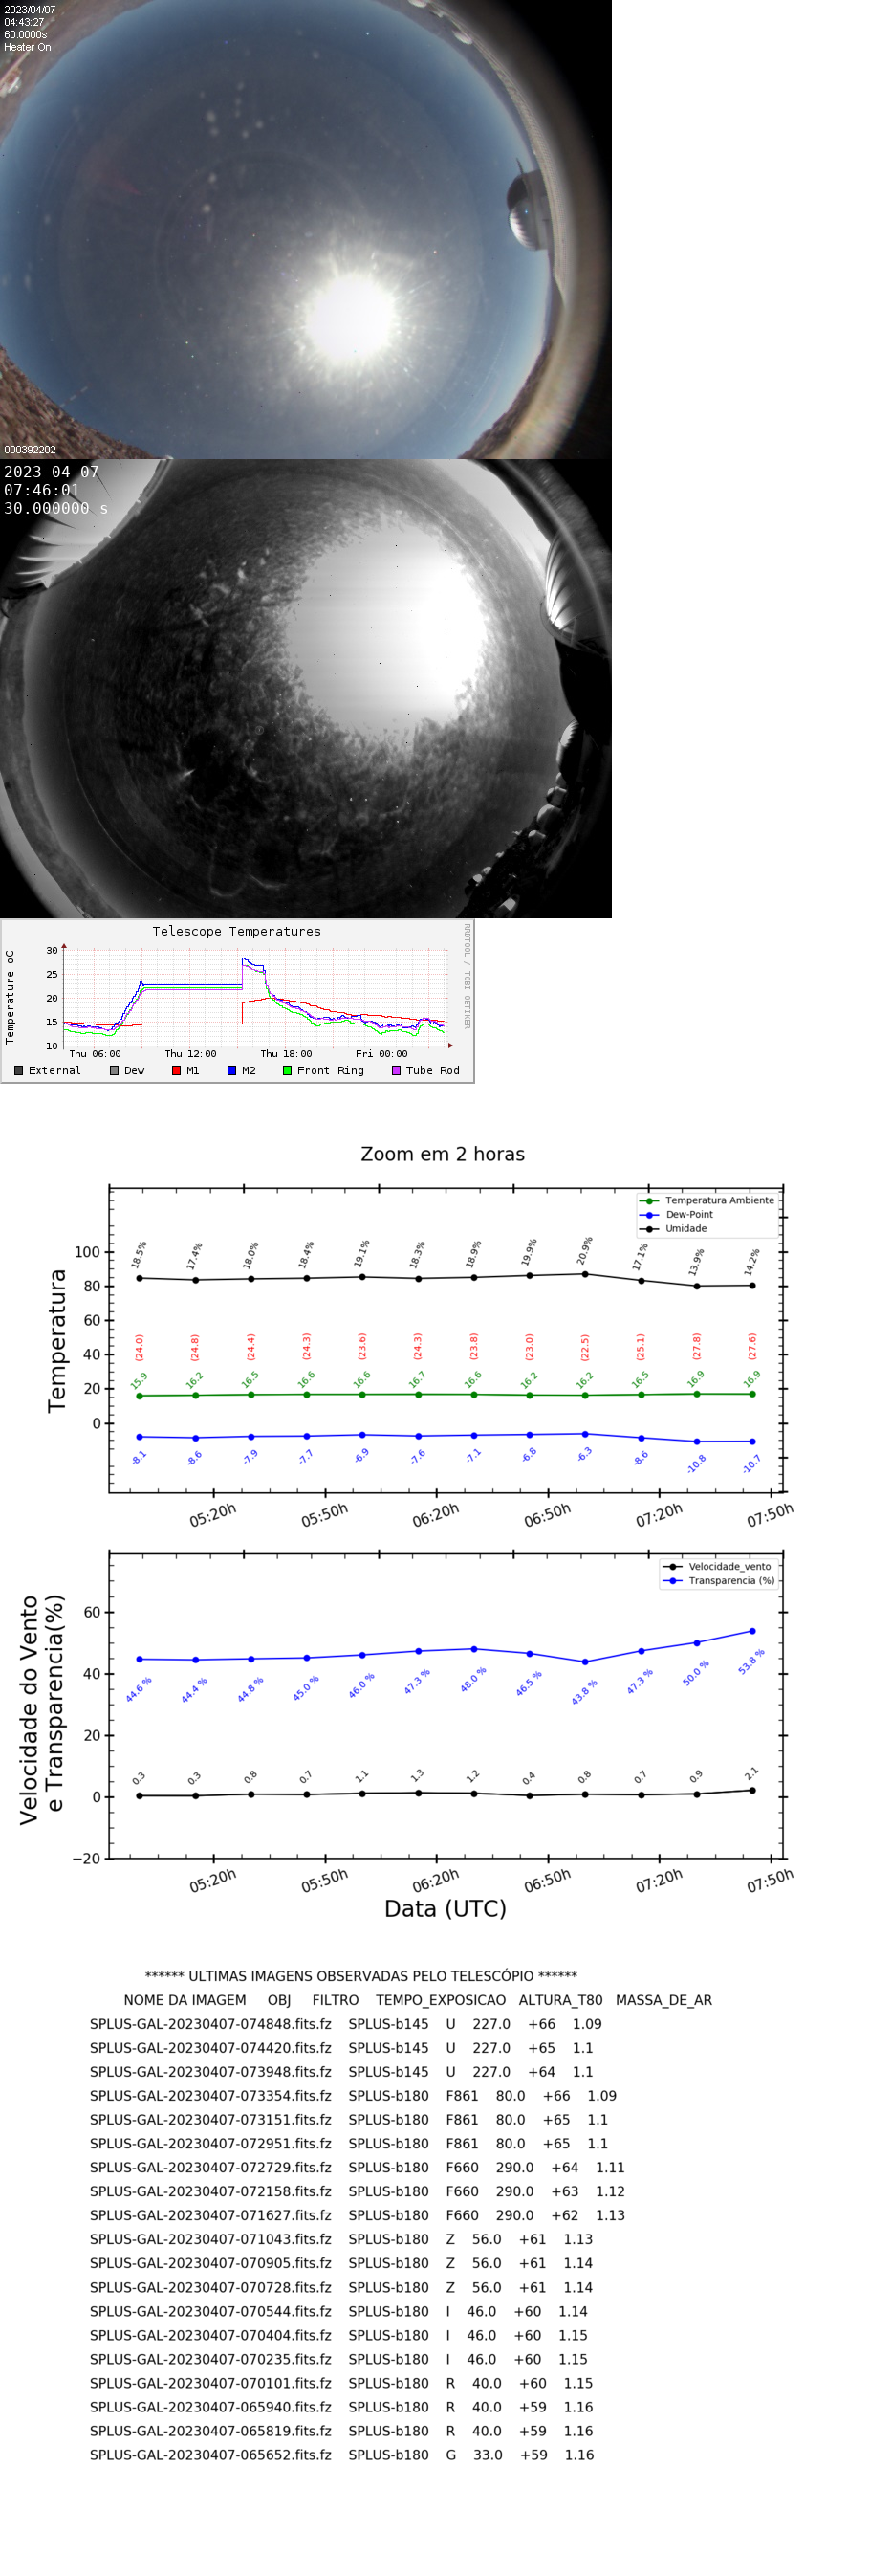 2023/04/07
04:43:27
60.0000s
Heater On
000392202
2023-04-07
07:46:01
30.000000 s
Telescope Temperatures
Temperature oC
RRDTOOL / TOBI OETIKER
30
25
20
15
10
Thu 06:00 Thu 12:00 Thu 18:00 Fri 00:00
External Dew M1 M2 Front Ring Tube Rod
Zoom em 2 horas
Temperatura
Temperatura Ambiente
Dew-Point
Umidade
100
80
60
40
20
0
18.5% 17.4% 18.0% 18.4% 19.1% 18.3% 18.9% 19.9% 20.9% 17.1% 13.9% 14.2%
(24.0) (24.8) (24.4) (24.3) (23.6) (24.3) (23.8) (23.0) (22.5) (25.1) (27.8) (27.6)
15.9 16.2 16.5 16.6 16.6 16.7 16.6 16.2 16.2 16.5 16.9 16.9
-8.1 -8.6 -7.9 -7.7 -6.9 -7.6 -7.1 -6.8 -6.3 -8.6 -10.8 -10.7
05:20h 05:50h 06:20h 06:50h 07:20h 07:50h
Velocidade do Vento
e Transparencia(%)
Velocidade_vento
Transparencia (%)
60
40
20
0
−20
44.6 % 44.4 % 44.8 % 45.0 % 46.0 % 47.3 % 48.0 % 46.5 % 43.8 % 47.3 % 50.0 % 53.8 %
0.3 0.3 0.8 0.7 1.1 1.3 1.2 0.4 0.8 0.7 0.9 2.1
05:20h 05:50h 06:20h 06:50h 07:20h 07:50h
Data (UTC)
****** ULTIMAS IMAGENS OBSERVADAS PELO TELESCÓPIO ******
NOME DA IMAGEM OBJ FILTRO TEMPO_EXPOSICAO ALTURA_T80 MASSA_DE_AR
SPLUS-GAL-20230407-074848.fits.fz SPLUS-b145 U 227.0 +66 1.09
SPLUS-GAL-20230407-074420.fits.fz SPLUS-b145 U 227.0 +65 1.1
SPLUS-GAL-20230407-073948.fits.fz SPLUS-b145 U 227.0 +64 1.1
SPLUS-GAL-20230407-073354.fits.fz SPLUS-b180 F861 80.0 +66 1.09
SPLUS-GAL-20230407-073151.fits.fz SPLUS-b180 F861 80.0 +65 1.1
SPLUS-GAL-20230407-072951.fits.fz SPLUS-b180 F861 80.0 +65 1.1
SPLUS-GAL-20230407-072729.fits.fz SPLUS-b180 F660 290.0 +64 1.11
SPLUS-GAL-20230407-072158.fits.fz SPLUS-b180 F660 290.0 +63 1.12
SPLUS-GAL-20230407-071627.fits.fz SPLUS-b180 F660 290.0 +62 1.13
SPLUS-GAL-20230407-071043.fits.fz SPLUS-b180 Z 56.0 +61 1.13
SPLUS-GAL-20230407-070905.fits.fz SPLUS-b180 Z 56.0 +61 1.14
SPLUS-GAL-20230407-070728.fits.fz SPLUS-b180 Z 56.0 +61 1.14
SPLUS-GAL-20230407-070544.fits.fz SPLUS-b180 I 46.0 +60 1.14
SPLUS-GAL-20230407-070404.fits.fz SPLUS-b180 I 46.0 +60 1.15
SPLUS-GAL-20230407-070235.fits.fz SPLUS-b180 I 46.0 +60 1.15
SPLUS-GAL-20230407-070101.fits.fz SPLUS-b180 R 40.0 +60 1.15
SPLUS-GAL-20230407-065940.fits.fz SPLUS-b180 R 40.0 +59 1.16
SPLUS-GAL-20230407-065819.fits.fz SPLUS-b180 R 40.0 +59 1.16
SPLUS-GAL-20230407-065652.fits.fz SPLUS-b180 G 33.0 +59 1.16